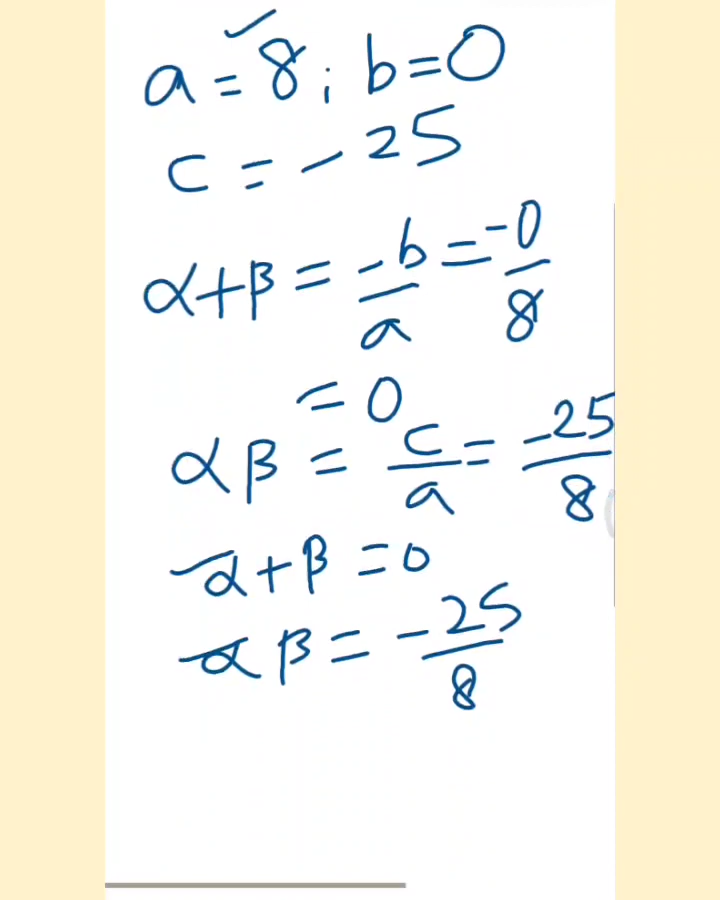 a = 8 ; b = 0
c = -25
α+β = -b/a = -0/8
= 0
αβ = c/a = -25/8
α+β = 0
αβ = -25/8